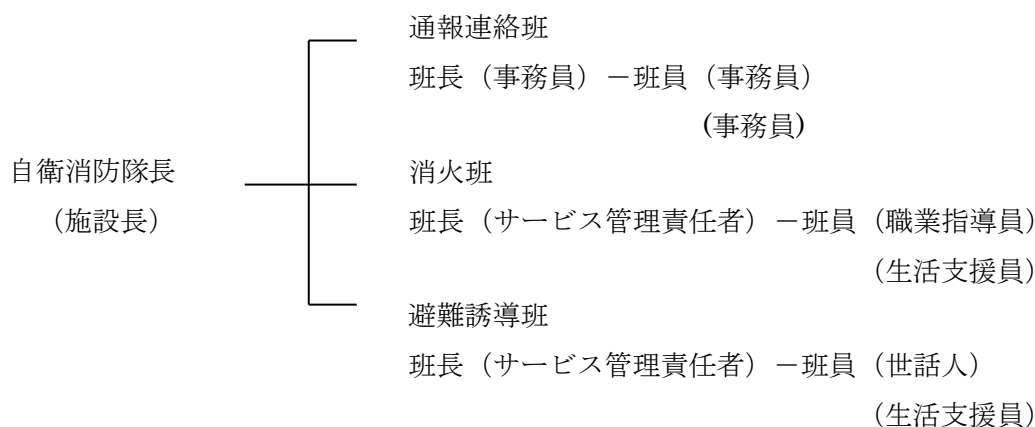 通報連絡班
班長（事務員）－班員（事務員）
(事務員)
自衛消防隊長
（施設長）
消火班
班長（サービス管理責任者）－班員（職業指導員）
（生活支援員）
避難誘導班
班長（サービス管理責任者）－班員（世話人）
（生活支援員）